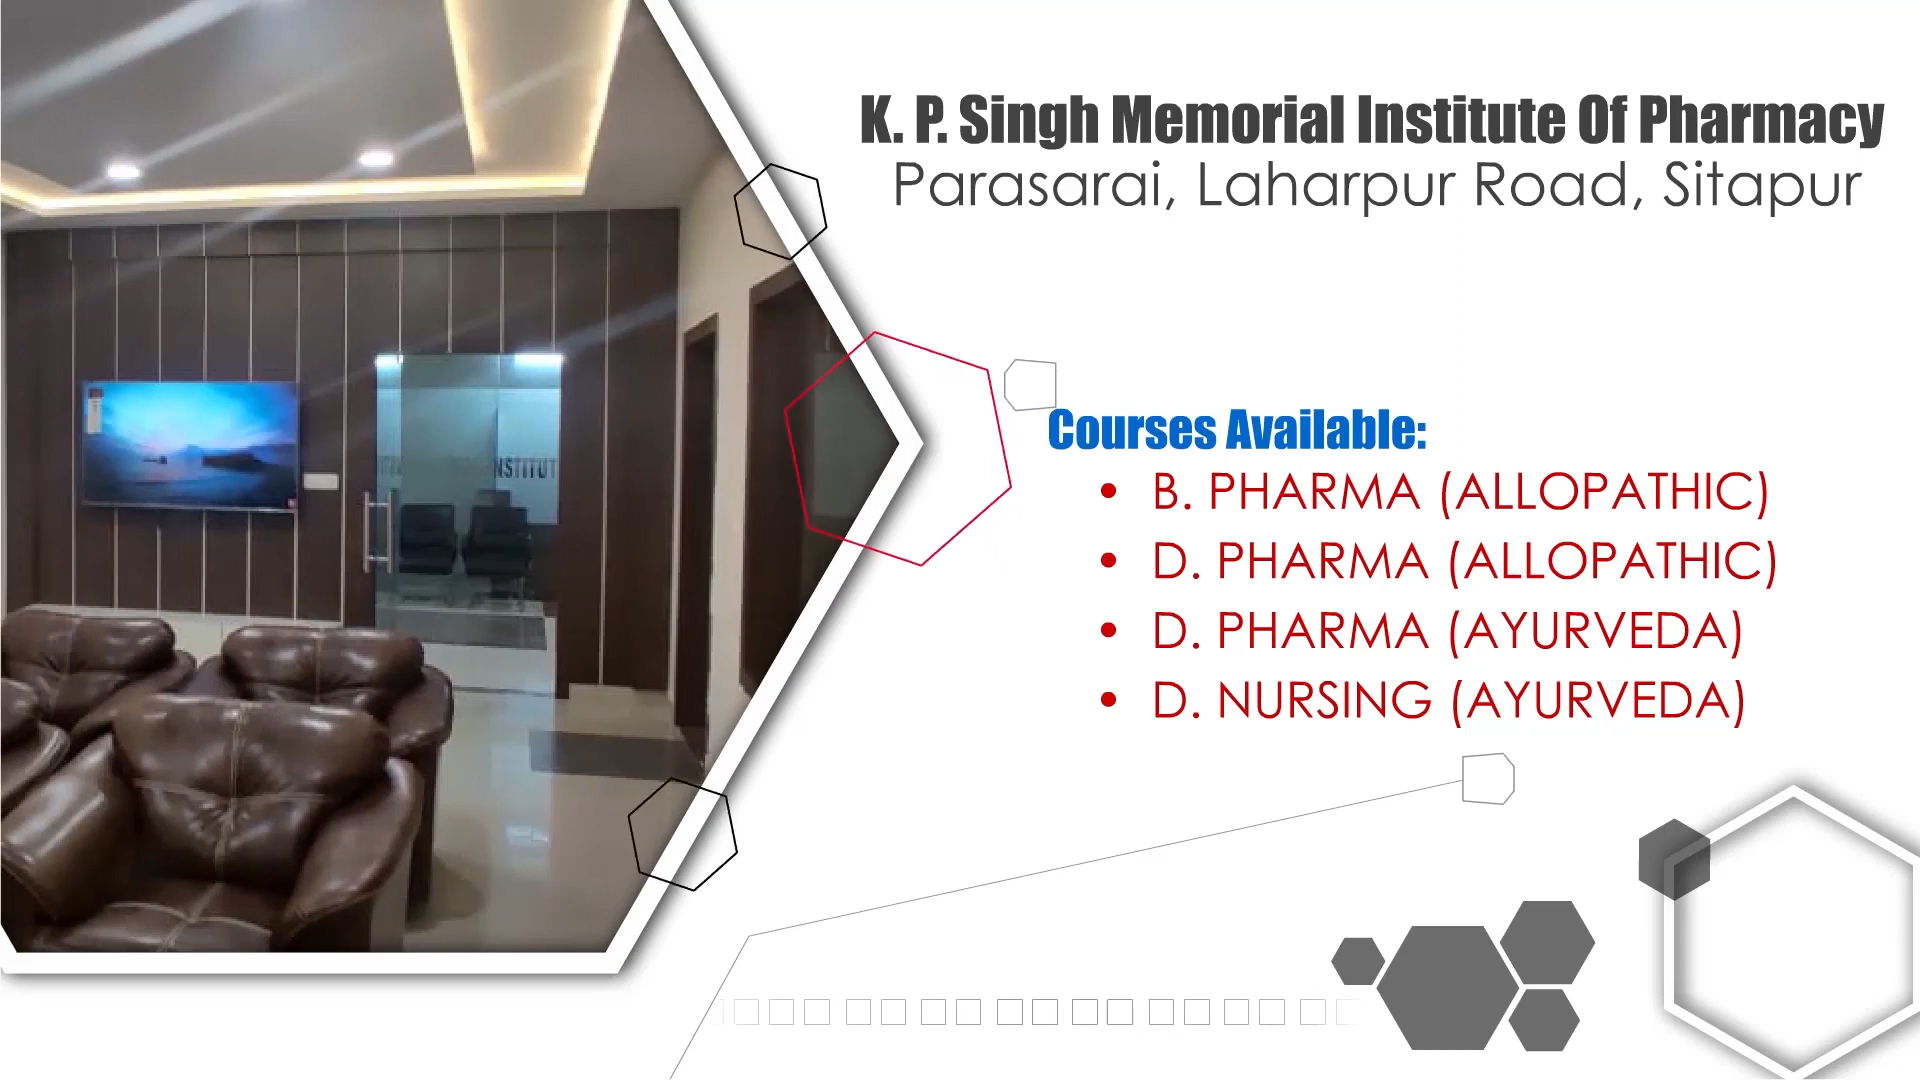 K. P. Singh Memorial Institute Of Pharmacy
Parasarai, Laharpur Road, Sitapur
Courses Available:
• B. PHARMA (ALLOPATHIC)
• D. PHARMA (ALLOPATHIC)
• D. PHARMA (AYURVEDA)
• D. NURSING (AYURVEDA)